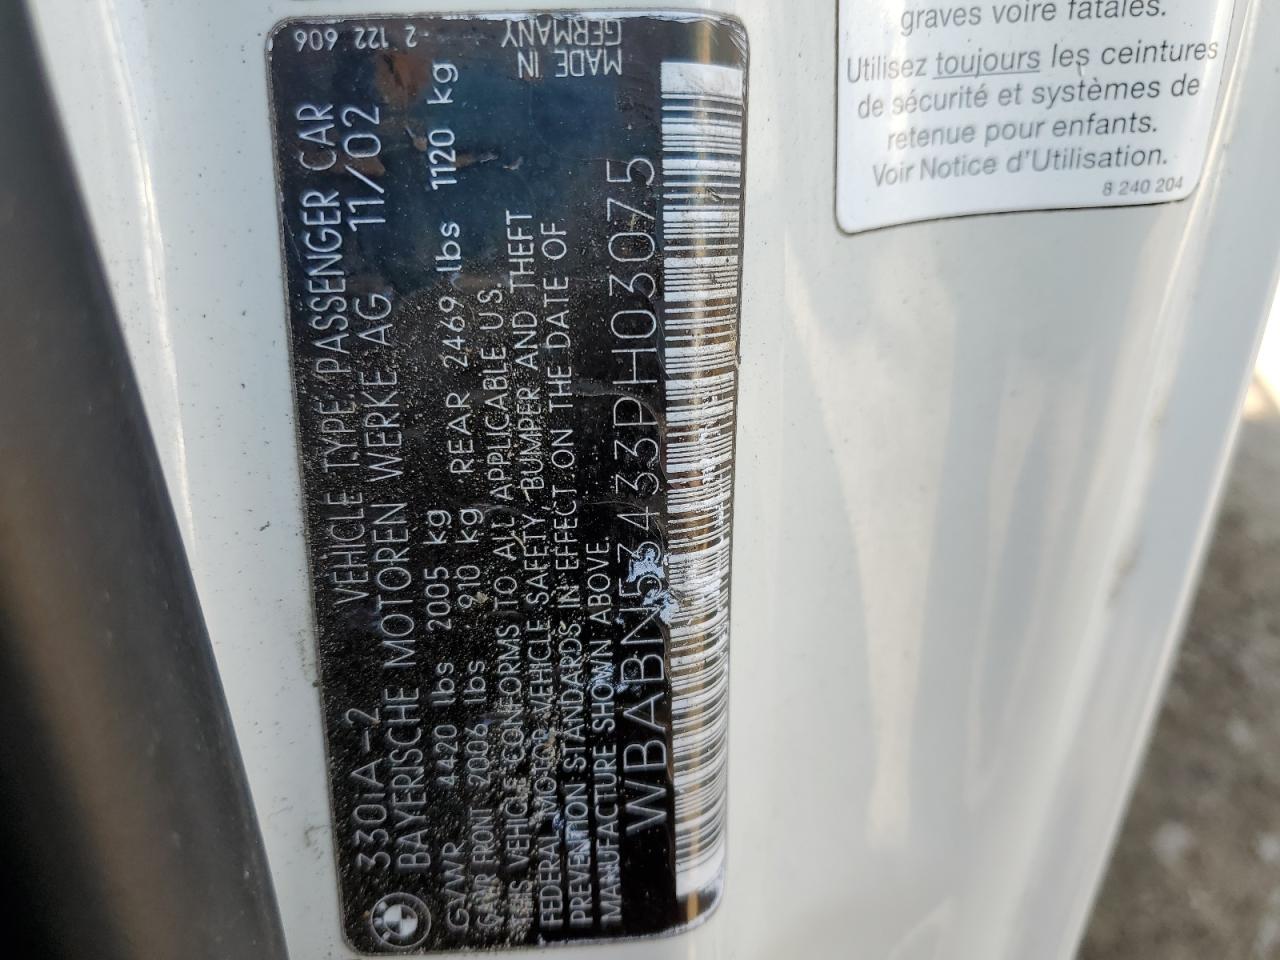 330iA-2 VEHICLE TYPE/PASSENGER CAR
BAYERISCHE MOTOREN WERKE AG 11/02
GVWR 4420 lbs 2005 kg
GAWR FRONT 2006 lbs 910 kg REAR 2469 lbs 1120 kg
THIS VEHICLE CONFORMS TO ALL APPLICABLE U.S.
FEDERAL MOTOR VEHICLE SAFETY, BUMPER AND THEFT
PREVENTION STANDARDS IN EFFECT ON THE DATE OF
MANUFACTURE SHOWN ABOVE.
WBABN53433PH03075
MADE IN
GERMANY
-2 122 606
graves voire fatales.
Utilisez toujours les ceintures
de sécurité et systèmes de
retenue pour enfants.
Voir Notice d'Utilisation.
8 240 204